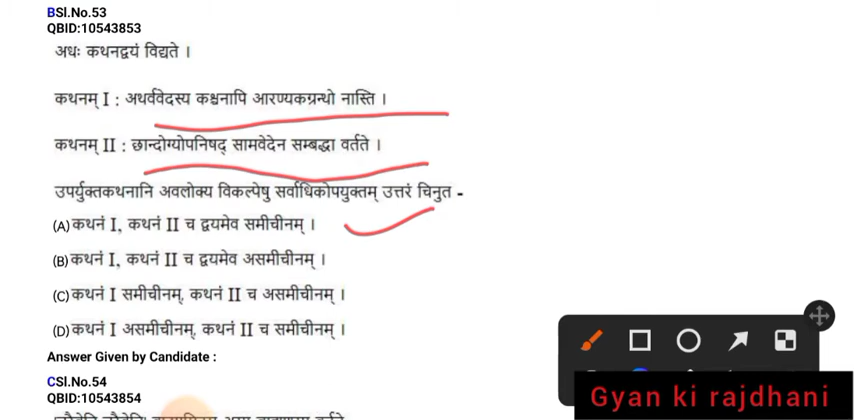 BSl.No.53
QBID:10543853
अधः कथनद्वयं विद्यते ।
कथनम् I : अथर्ववेदस्य कश्चनापि आरण्यकग्रन्थो नास्ति ।
कथनम् II : छान्दोग्योपनिषद् सामवेदेन सम्बद्धा वर्तते ।
उपर्युक्तकथनानि अवलोक्य विकल्पेषु सर्वाधिकोपयुक्तम् उत्तरं चिनुत -
(A) कथनं I, कथनं II च द्वयमेव समीचीनम् ।
(B) कथनं I, कथनं II च द्वयमेव असमीचीनम् ।
(C) कथनं I समीचीनम्, कथनं II च असमीचीनम् ।
(D) कथनं I असमीचीनम्, कथनं II च समीचीनम् ।
Answer Given by Candidate :
CSl.No.54
QBID:10543854
Gyan ki rajdhani